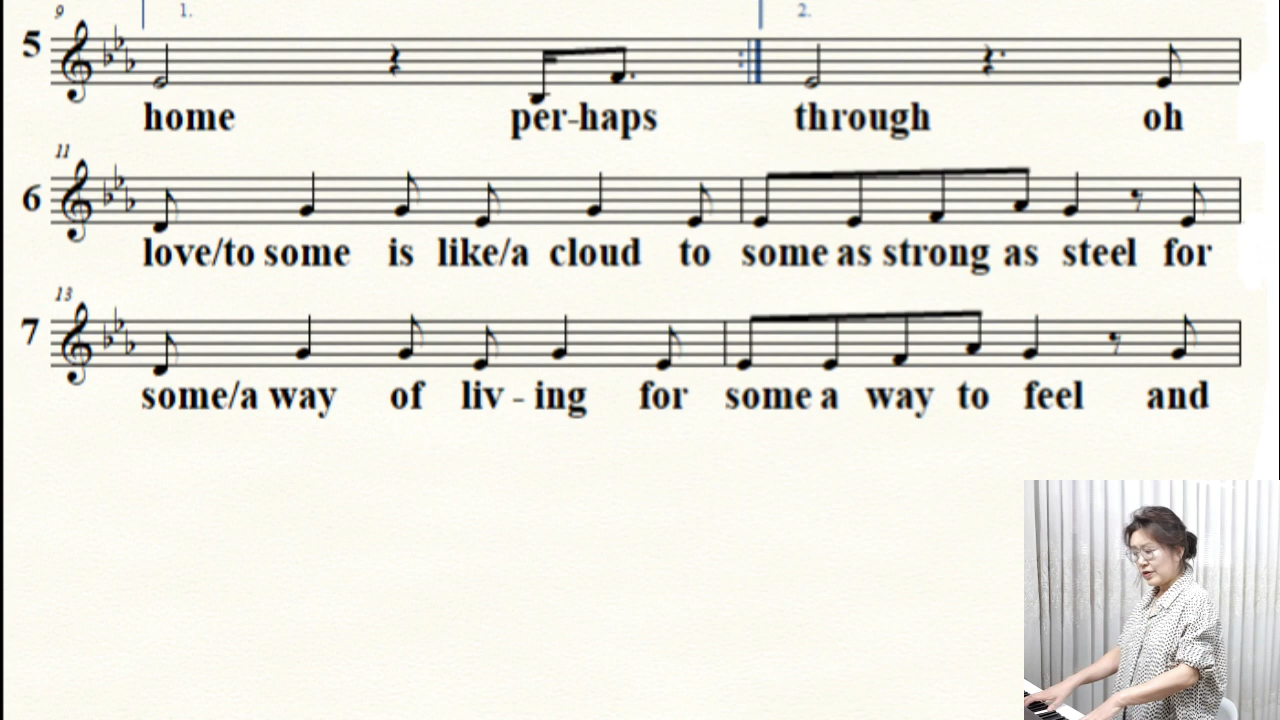 9 1. 2.
5
home per-haps through oh
11
6
love/to some is like/a cloud to some as strong as steel for
13
7
some/a way of liv - ing for some a way to feel and